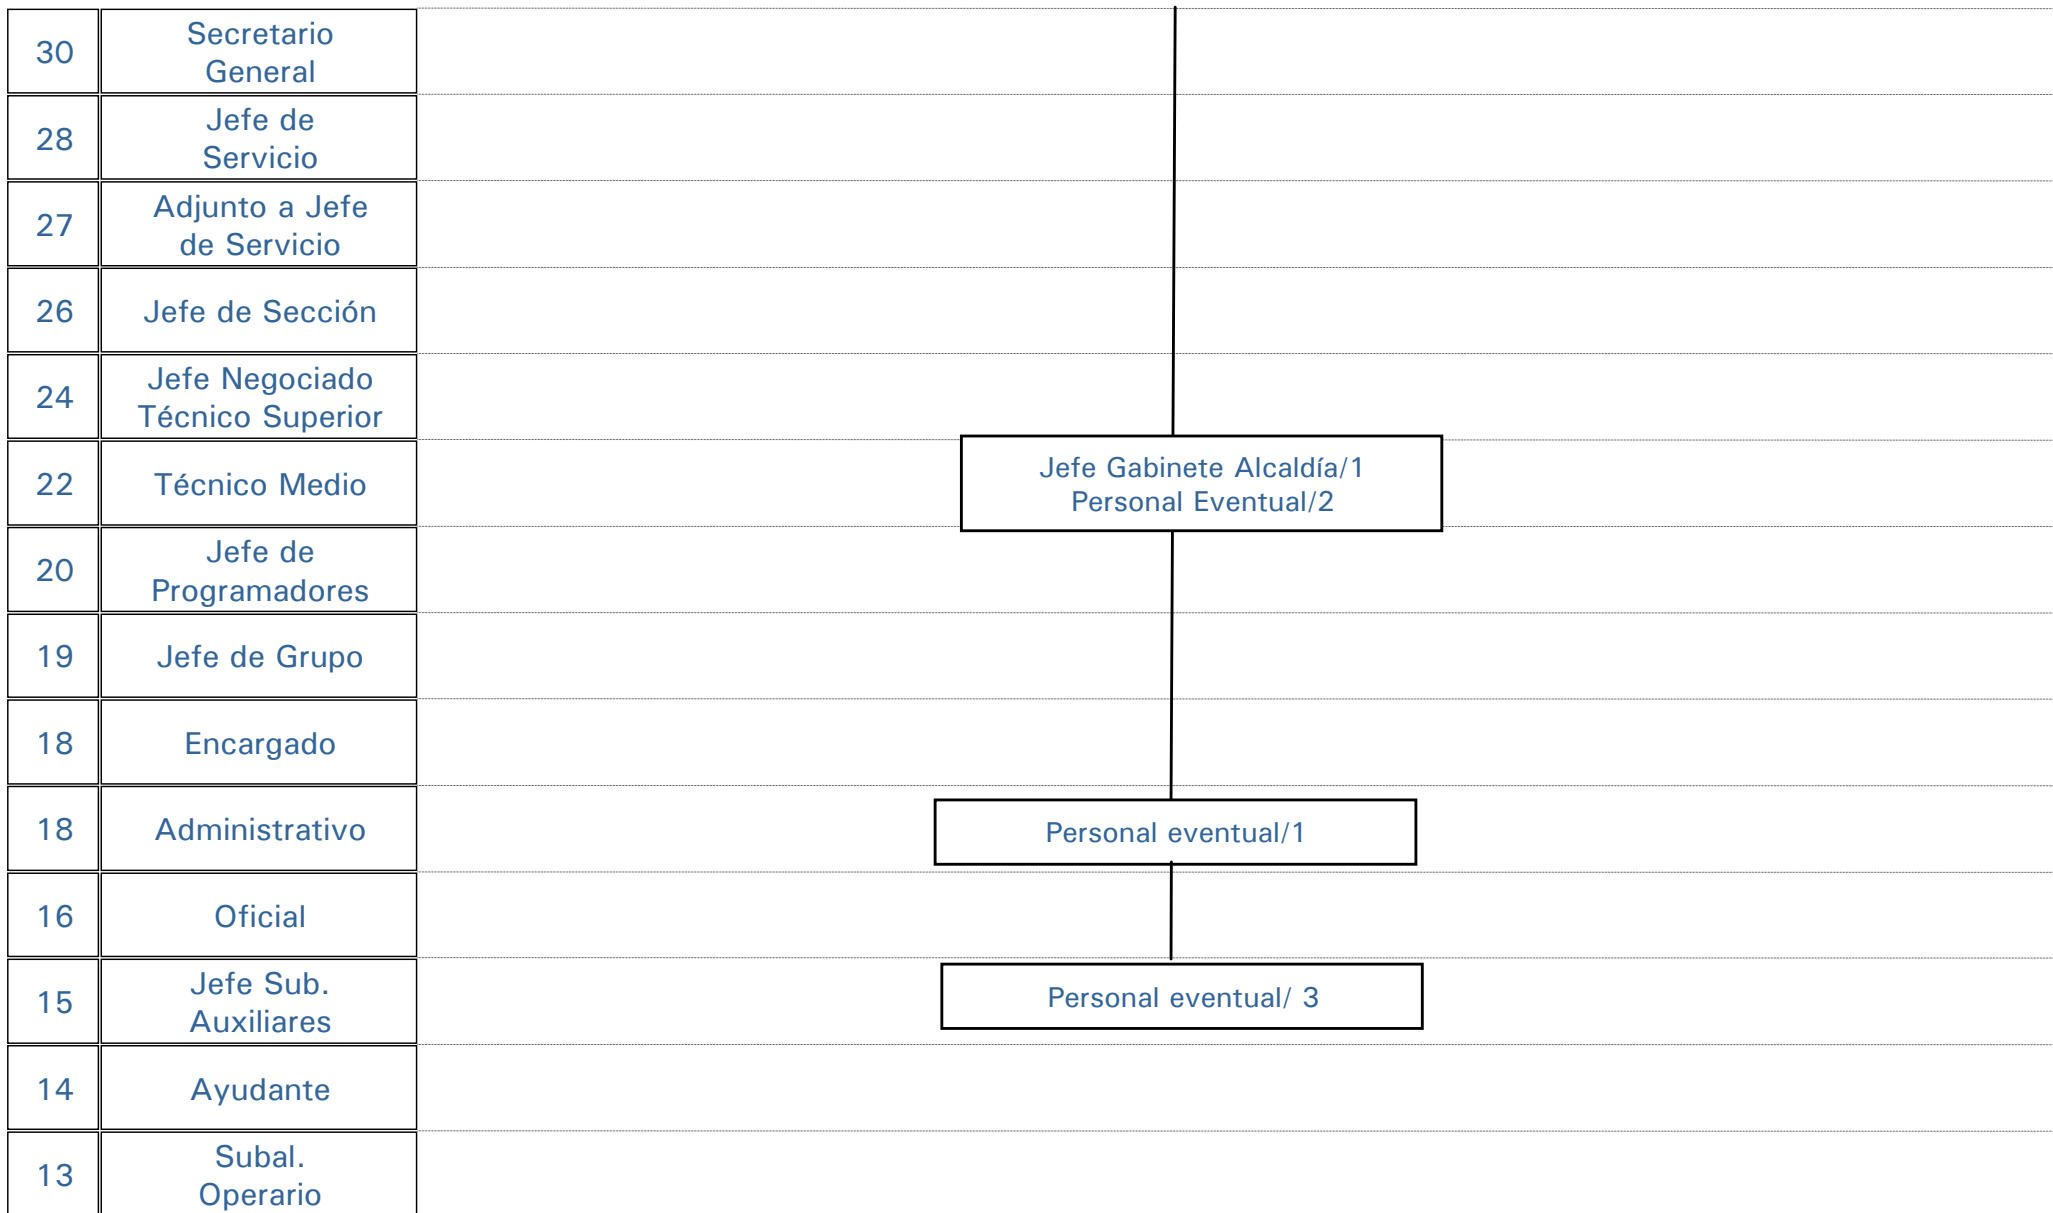 30
Secretario
General
28
Jefe de
Servicio
27
Adjunto a Jefe
de Servicio
26
Jefe de Sección
24
Jefe Negociado
Técnico Superior
22
Técnico Medio
Jefe Gabinete Alcaldía/1
Personal Eventual/2
20
Jefe de
Programadores
19
Jefe de Grupo
18
Encargado
18
Administrativo
Personal eventual/1
16
Oficial
15
Jefe Sub.
Auxiliares
Personal eventual/ 3
14
Ayudante
13
Subal.
Operario